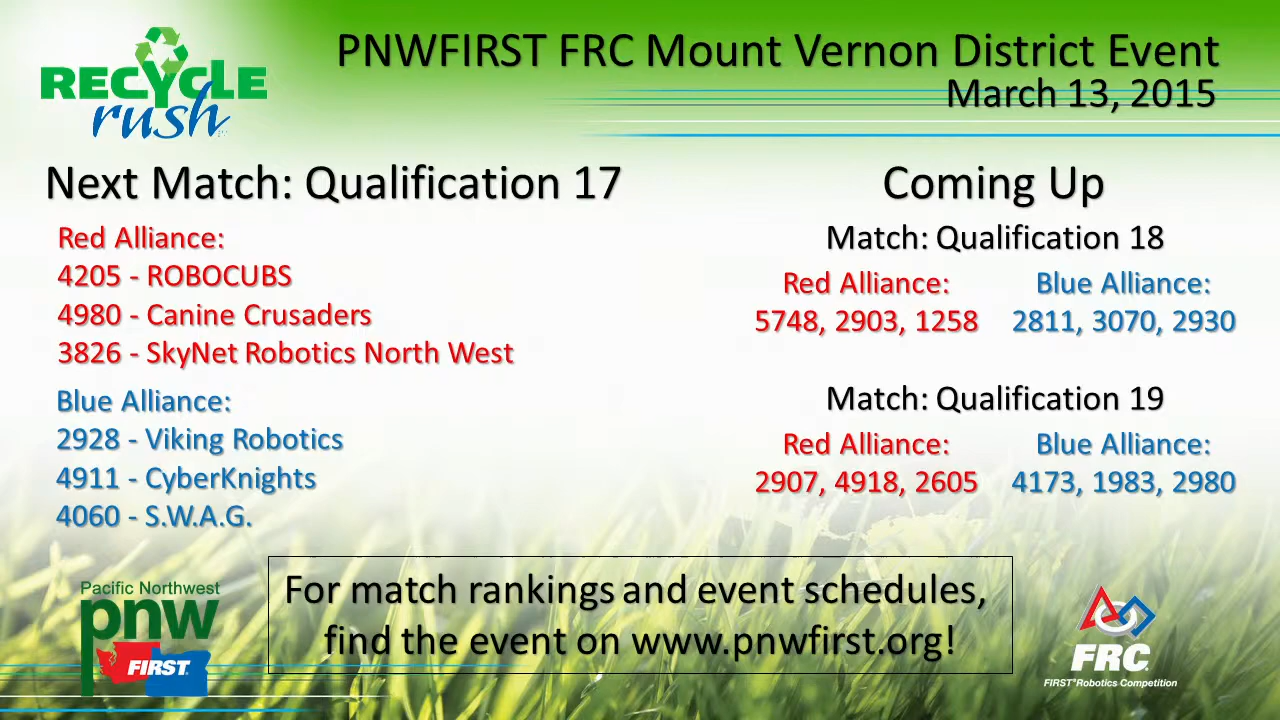 RECYCLE
rush
PNWFIRST FRC Mount Vernon District Event
March 13, 2015
Next Match: Qualification 17
Red Alliance:
4205 - ROBOCUBS
4980 - Canine Crusaders
3826 - SkyNet Robotics North West
Blue Alliance:
2928 - Viking Robotics
4911 - CyberKnights
4060 - S.W.A.G.
Coming Up
Match: Qualification 18
Red Alliance: Blue Alliance:
5748, 2903, 1258 2811, 3070, 2930
Match: Qualification 19
Red Alliance: Blue Alliance:
2907, 4918, 2605 4173, 1983, 2980
For match rankings and event schedules,
find the event on www.pnwfirst.org!
Pacific Northwest
pnw
FIRST
FRC
FIRST® Robotics Competition